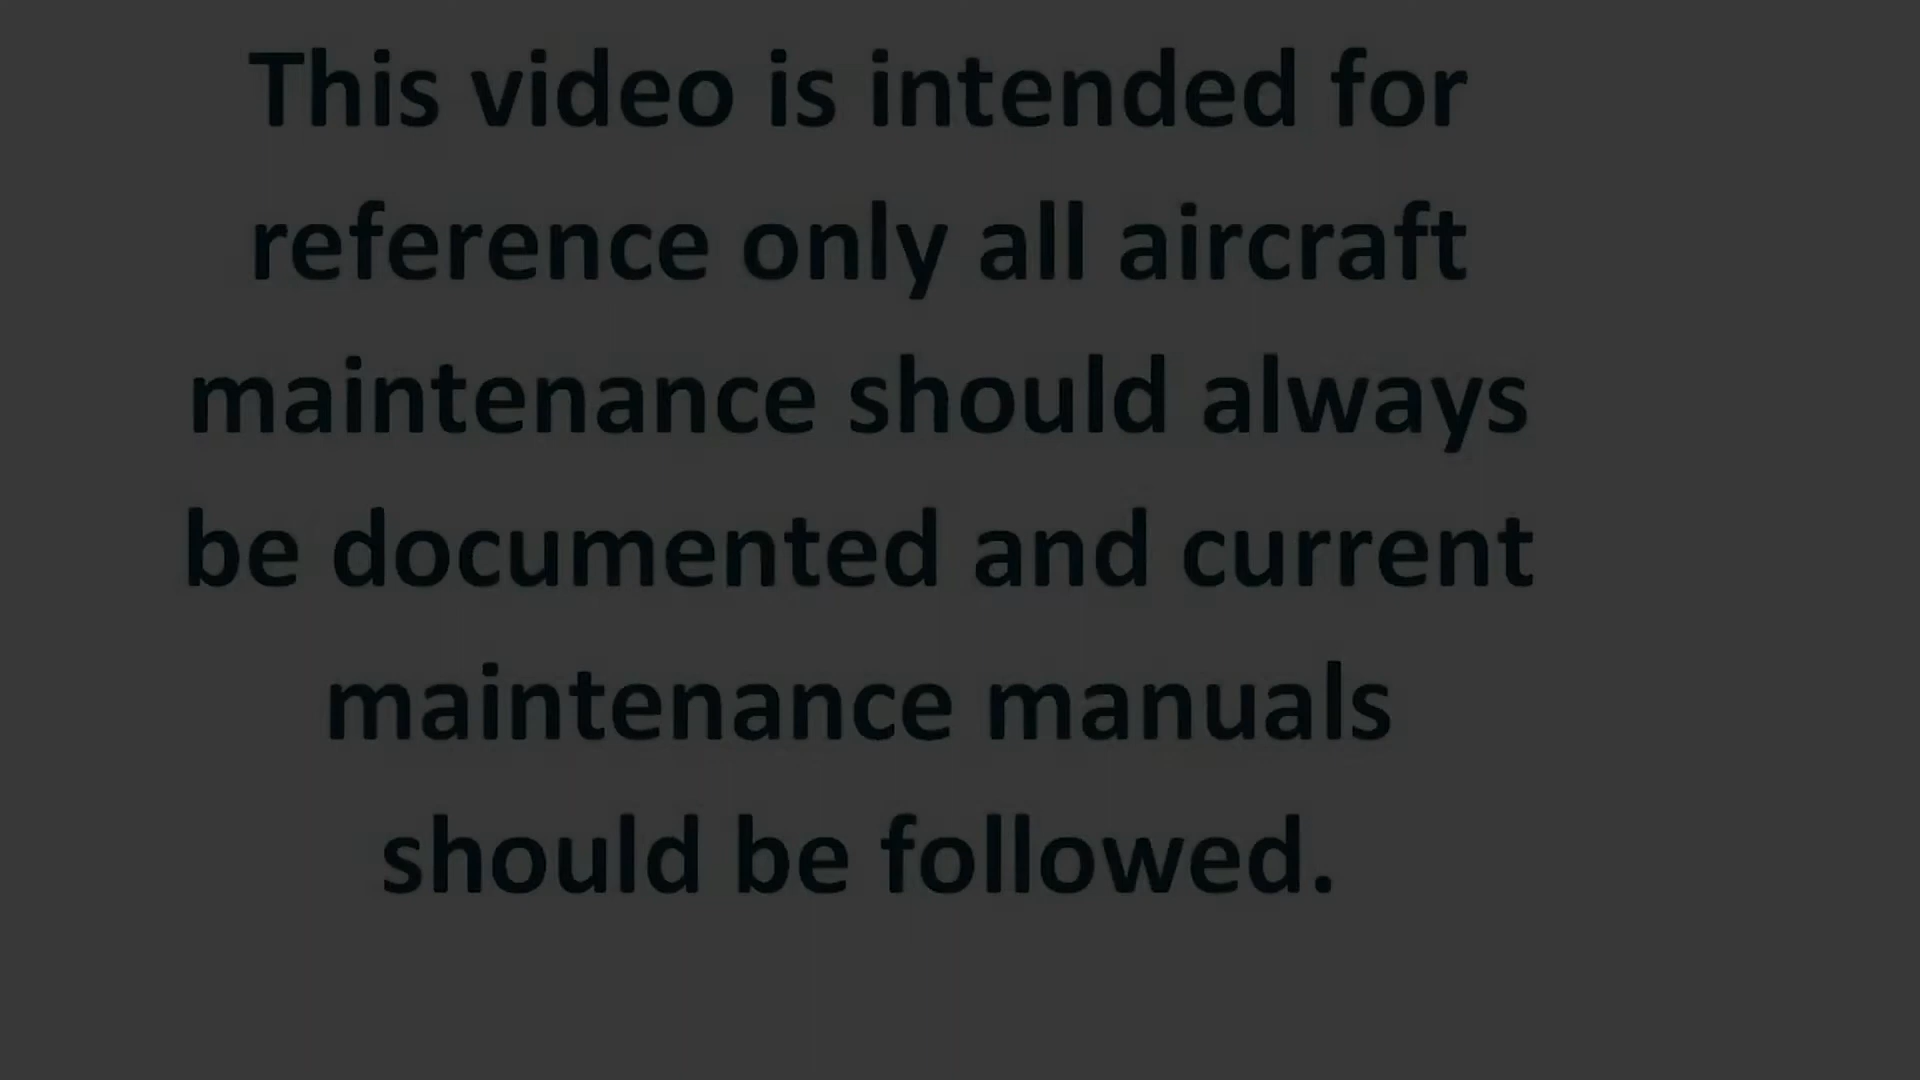 This video is intended for
reference only all aircraft
maintenance should always
be documented and current
maintenance manuals
should be followed.